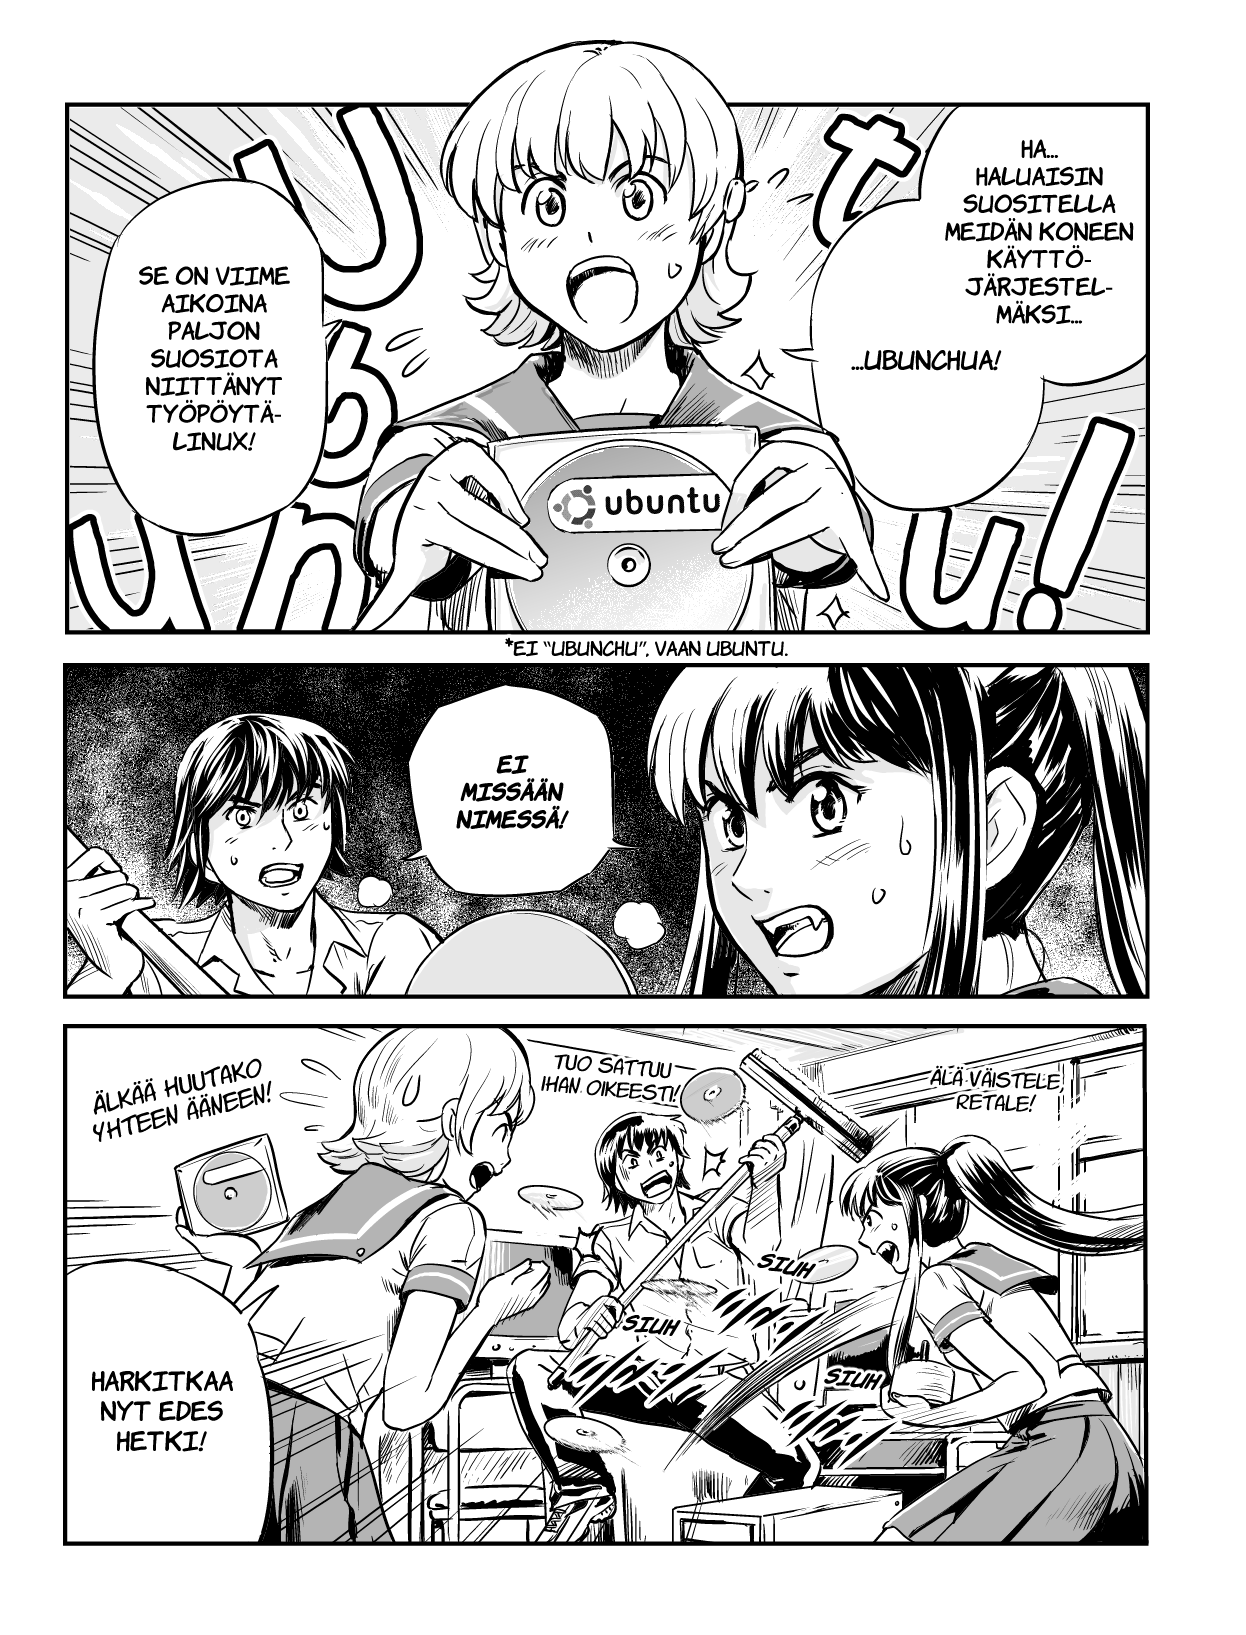 HA...
HALUAISIN
SUOSITELLA
MEIDÄN KONEEN
KÄYTTÖ-
JÄRJESTEL-
MÄKSI...
...UBUNCHUA!
SE ON VIIME
AIKOINA
PALJON
SUOSIOTA
NIITTÄNYT
TYÖPÖYTÄ-
LINUX!
Ubuntu!
ubuntu
*EI "UBUNCHU", VAAN UBUNTU.
EI
MISSÄÄN
NIMESSÄ!
ÄLKÄÄ HUUTAKO
YHTEEN ÄÄNEEN!
TUO SATTUU
IHAN OIKEESTI!
ÄLÄ VÄISTELE,
RETALE!
SIUH
SIUH
SIUH
HARKITKAA
NYT EDES
HETKI!